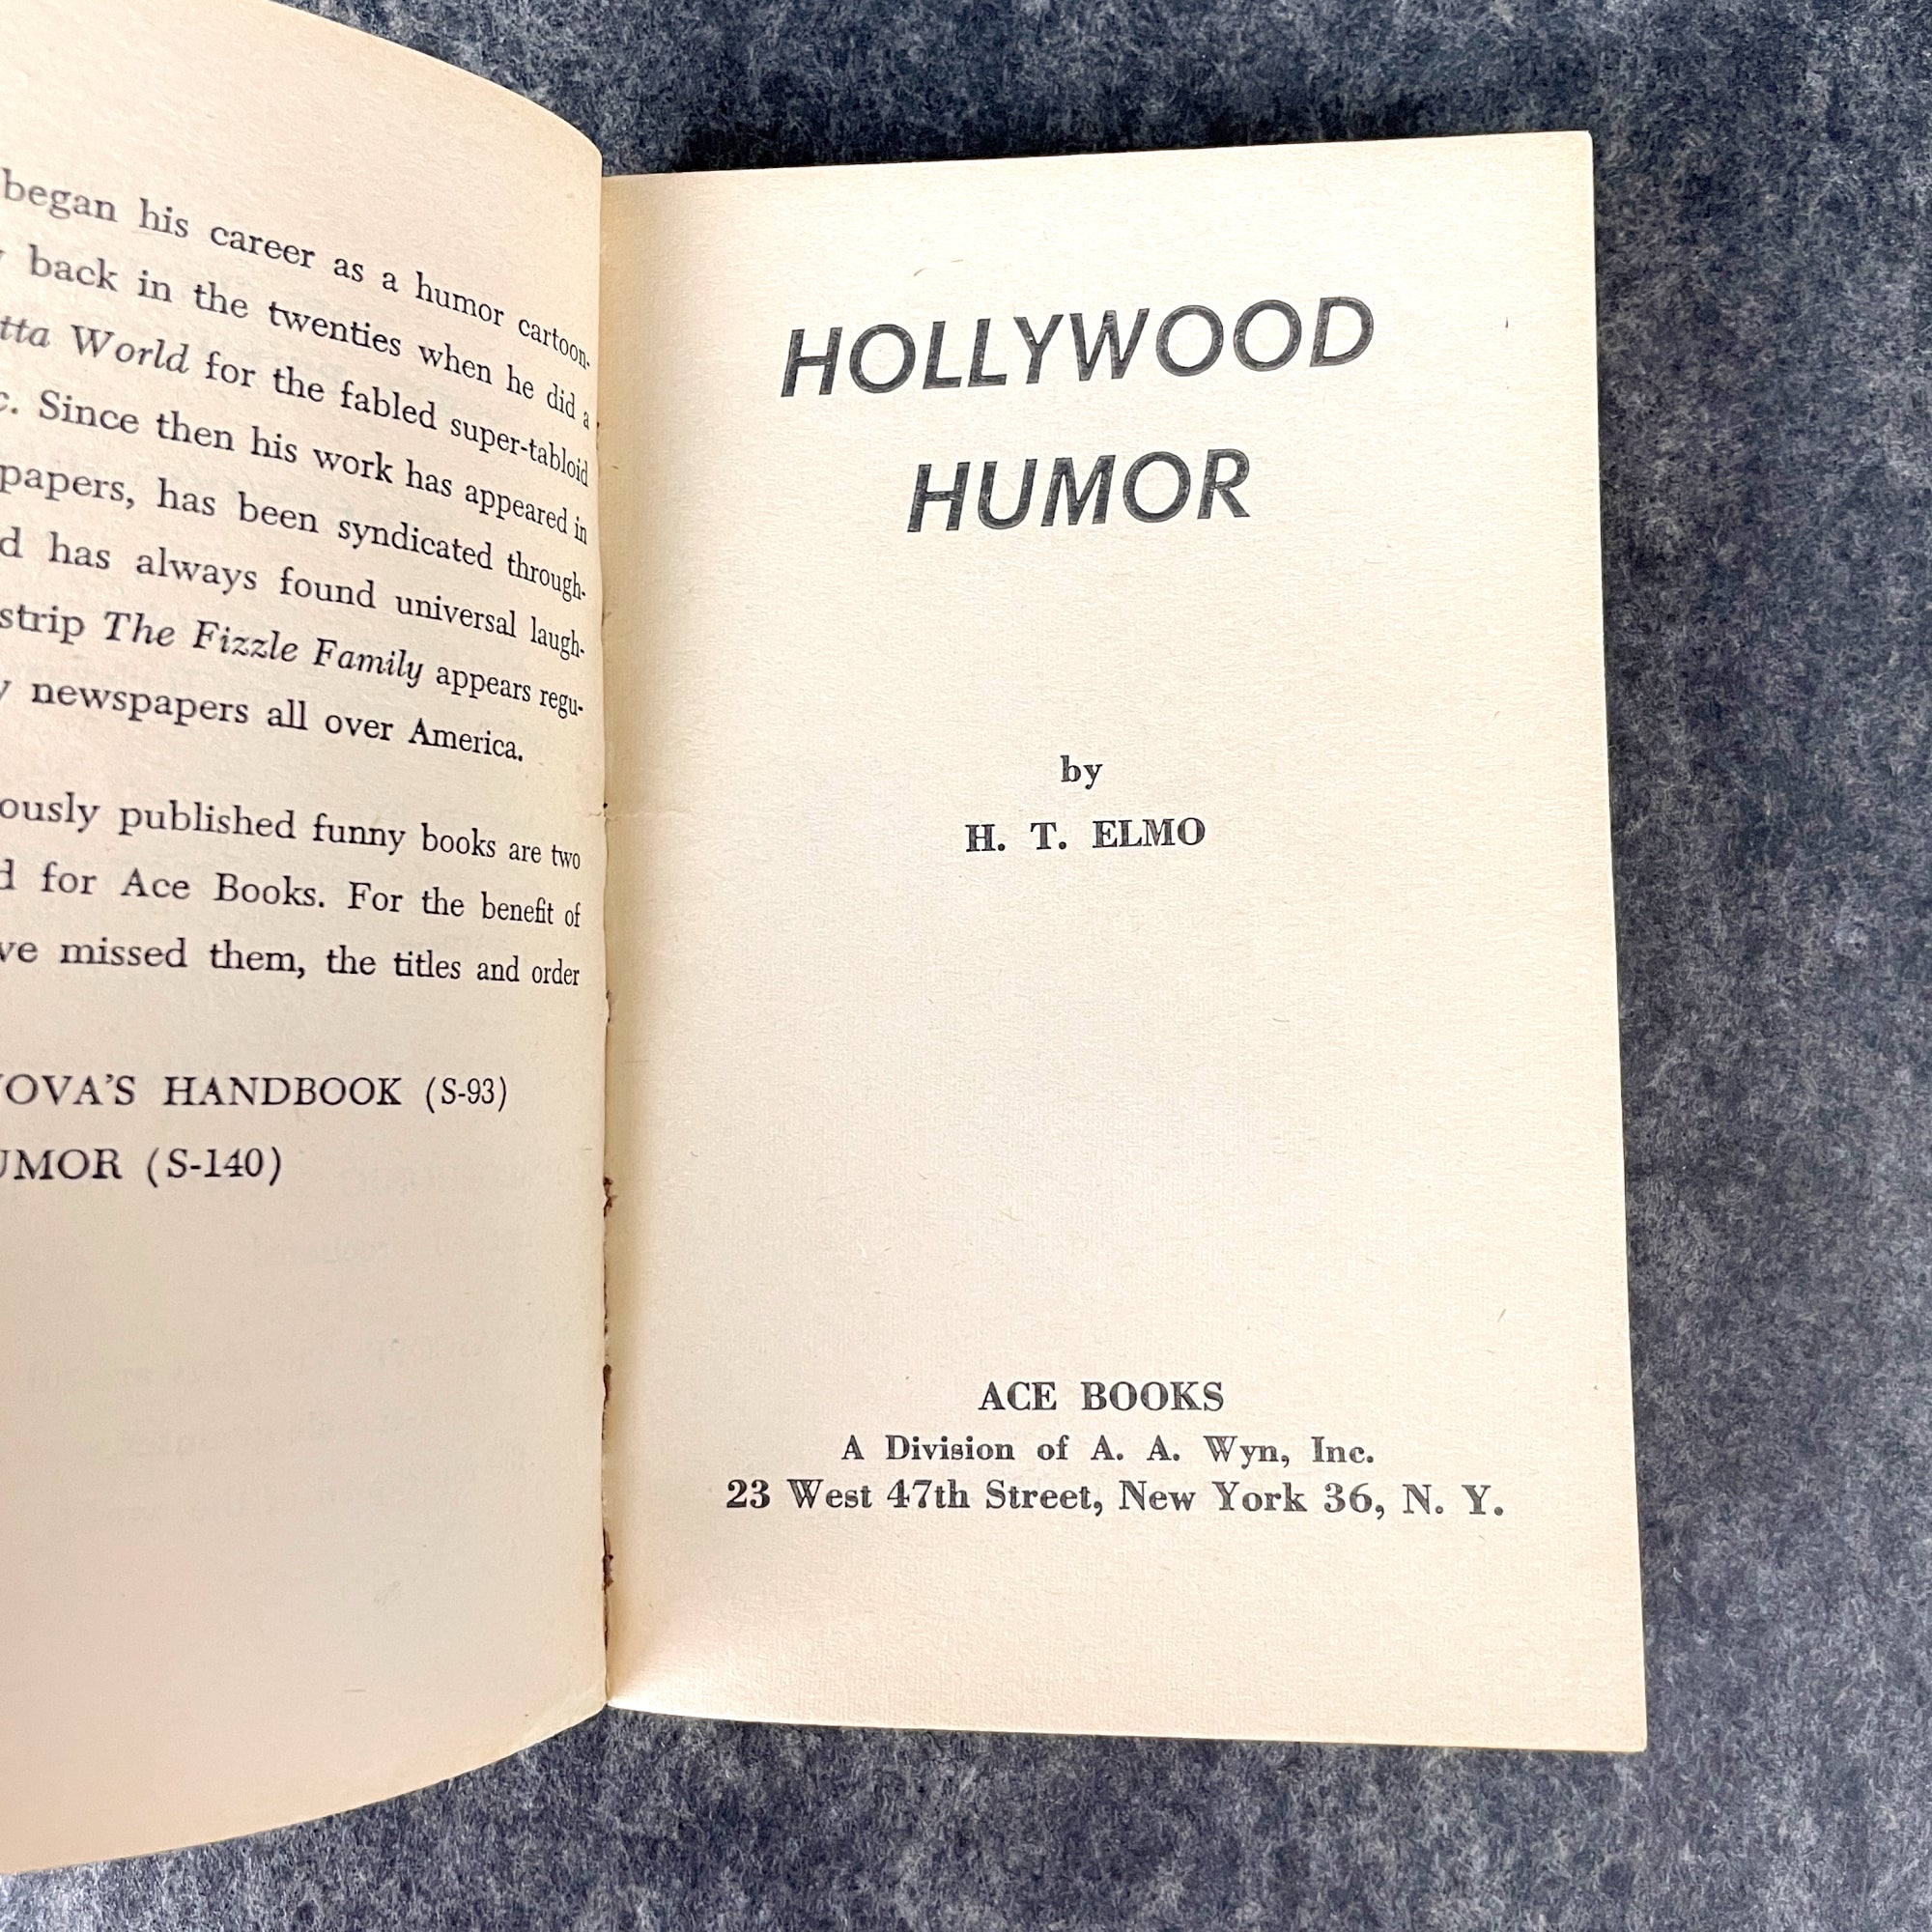 began his career as a humor cartoon-
back in the twenties when he did a
World for the fabled super-tabloid
Since then his work has appeared in
papers, has been syndicated through-
has always found universal laugh-
strip The Fizzle Family appears regu-
newspapers all over America.
ously published funny books are two
for Ace Books. For the benefit of
missed them, the titles and order
OVA'S HANDBOOK (S-93)
UMOR (S-140)
HOLLYWOOD
HUMOR
by
H. T. ELMO
ACE BOOKS
A Division of A. A. Wyn, Inc.
23 West 47th Street, New York 36, N. Y.